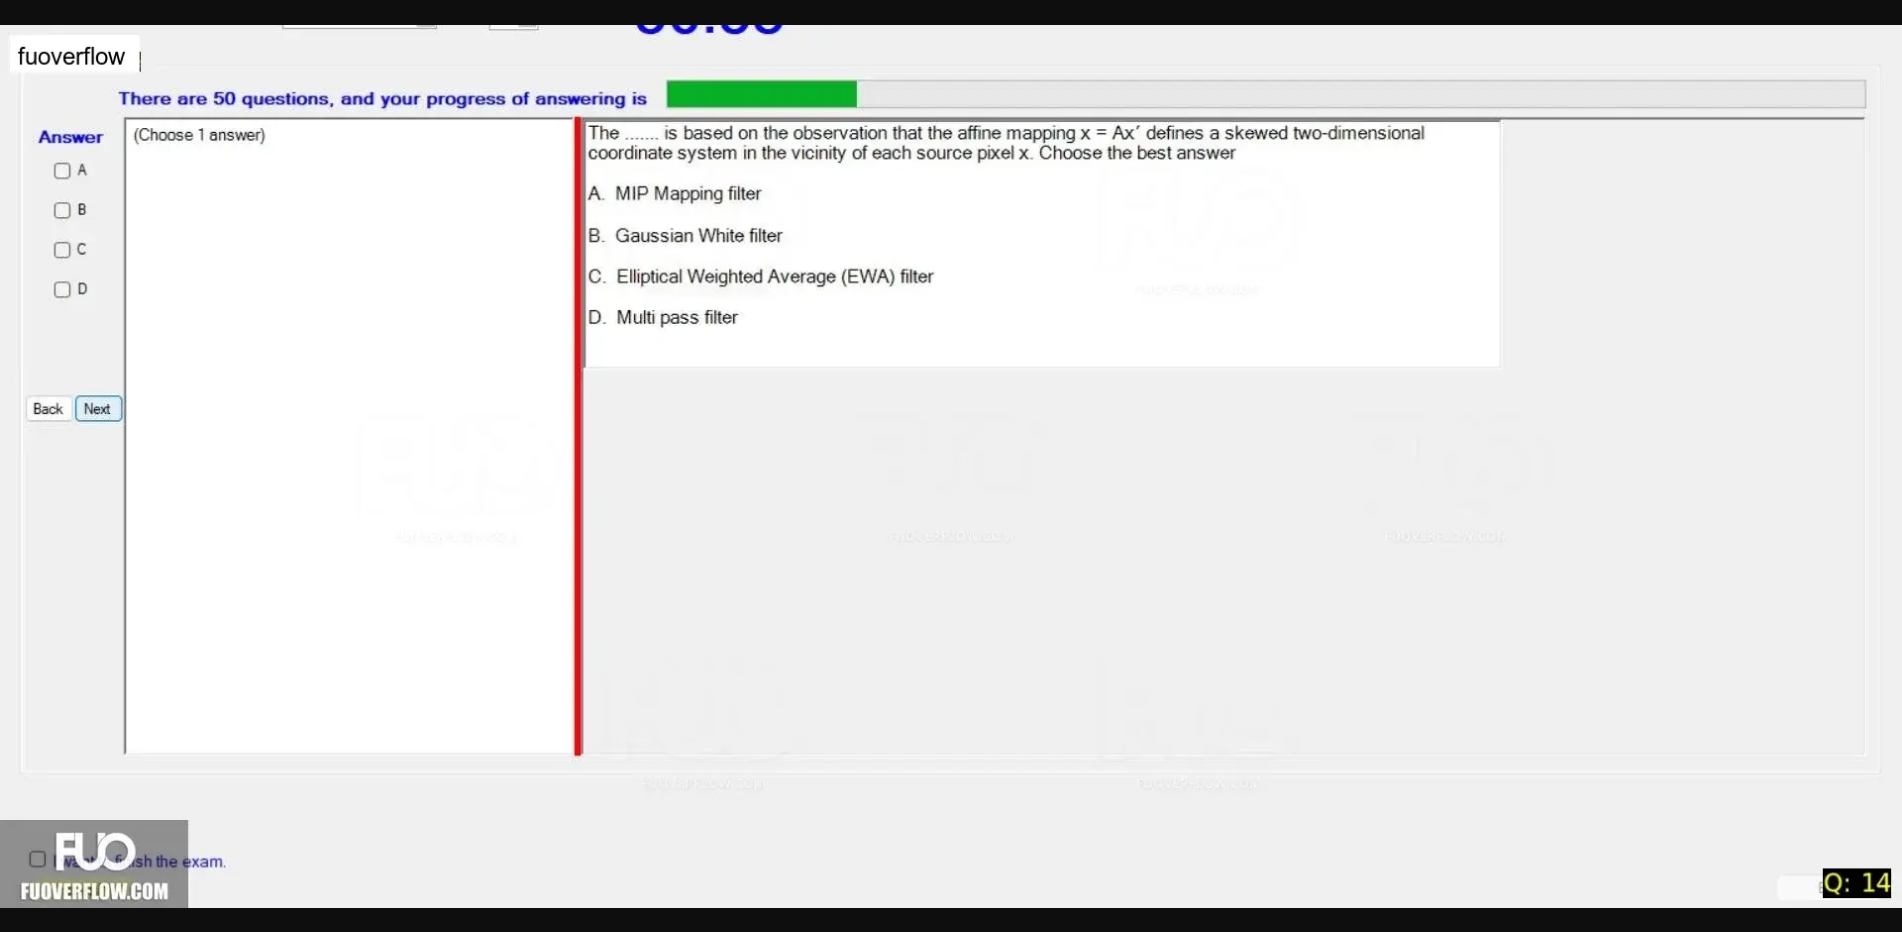 fuoverflow
There are 50 questions, and your progress of answering is
Answer
(Choose 1 answer)
A
B
C
D
Back
Next
The ....... is based on the observation that the affine mapping x = Ax′ defines a skewed two-dimensional
coordinate system in the vicinity of each source pixel x. Choose the best answer
A. MIP Mapping filter
B. Gaussian White filter
C. Elliptical Weighted Average (EWA) filter
D. Multi pass filter
the exam.
FUO
FUOVERFLOW.COM
Q: 14